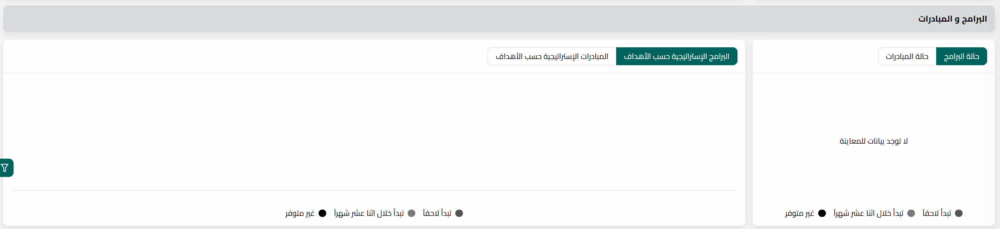 البرامج و المبادرات
حالة البرامج
حالة المبادرات
لا توجد بيانات للمعاينة
تبدأ لاحقاً
تبدأ خلال اثنا عشر شهراً
غير متوفر
البرامج الإستراتيجية حسب الأهداف
المبادرات الإستراتيجية حسب الأهداف
تبدأ لاحقاً
تبدأ خلال اثنا عشر شهراً
غير متوفر